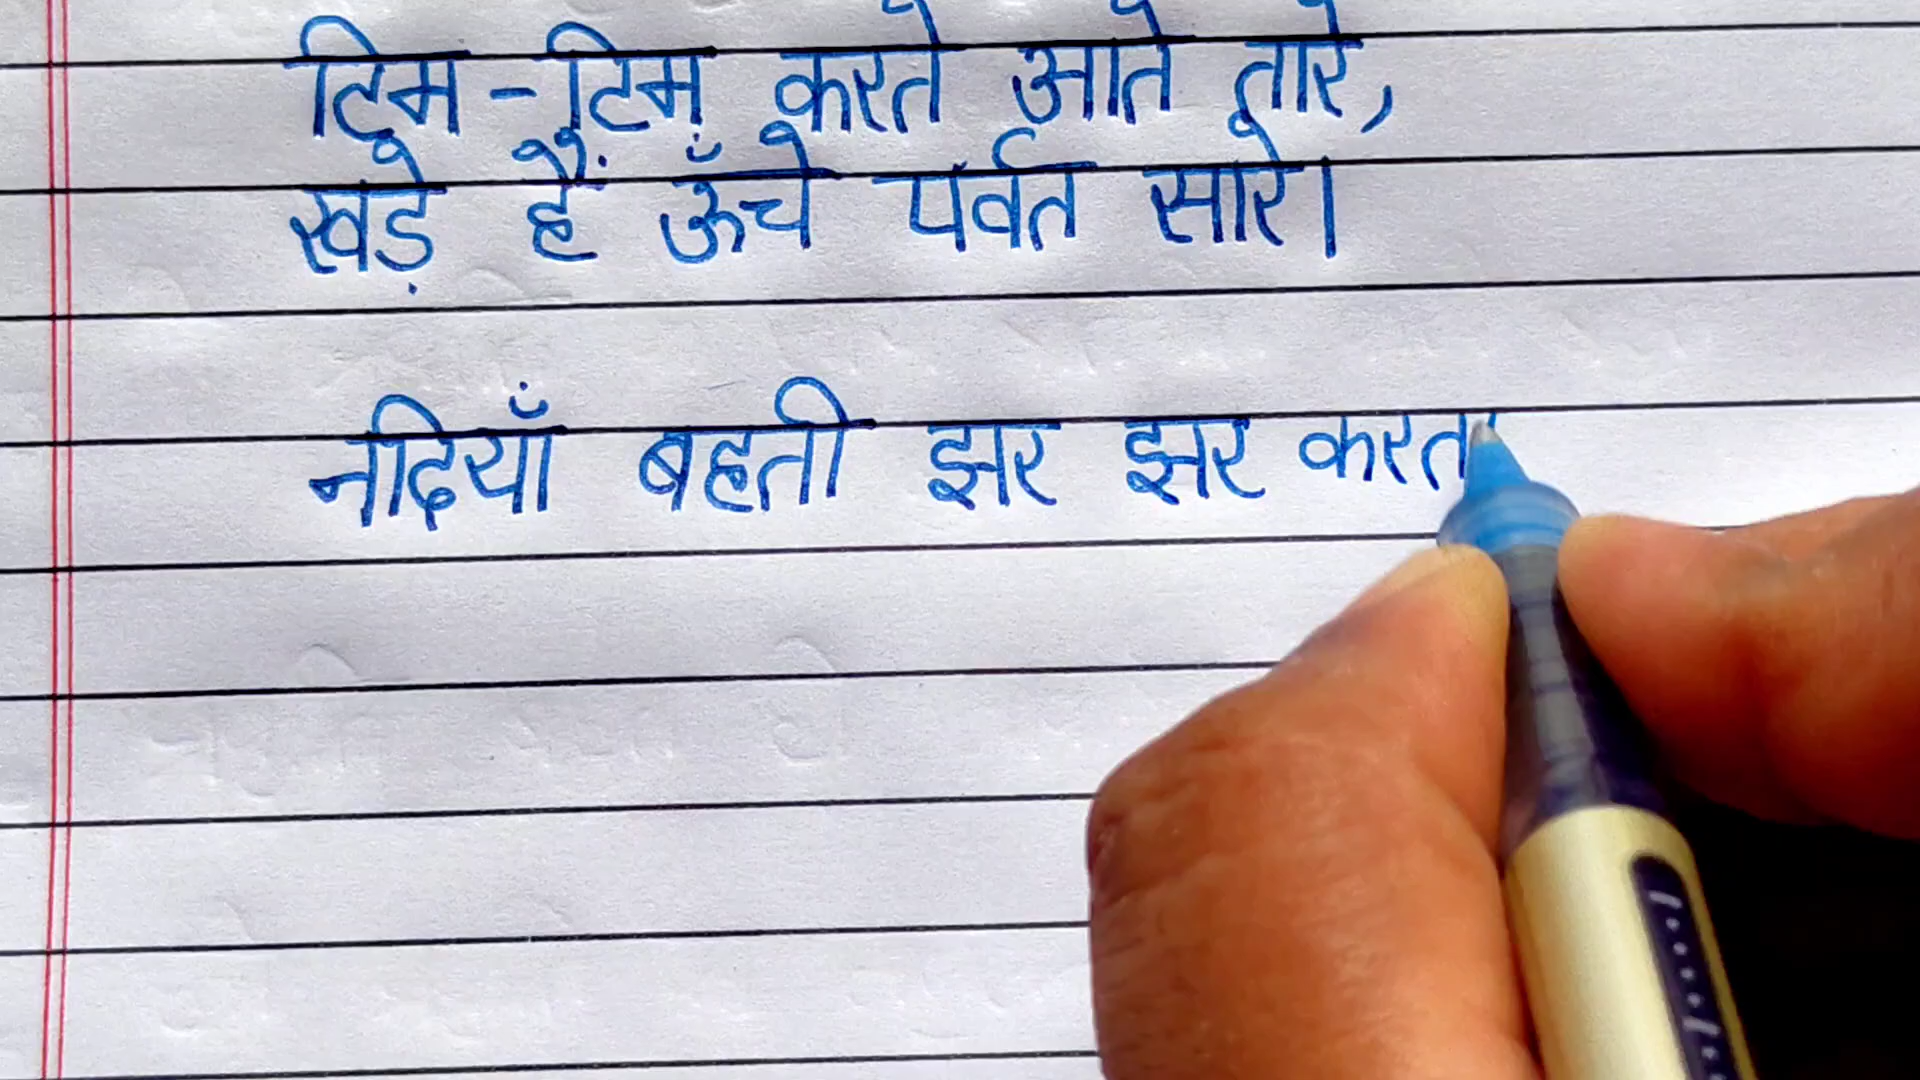 टिम-टिम करते आते तारे,
खड़े हैं ऊँचे पर्वत सारे।
नदियाँ बहती झर झर करत